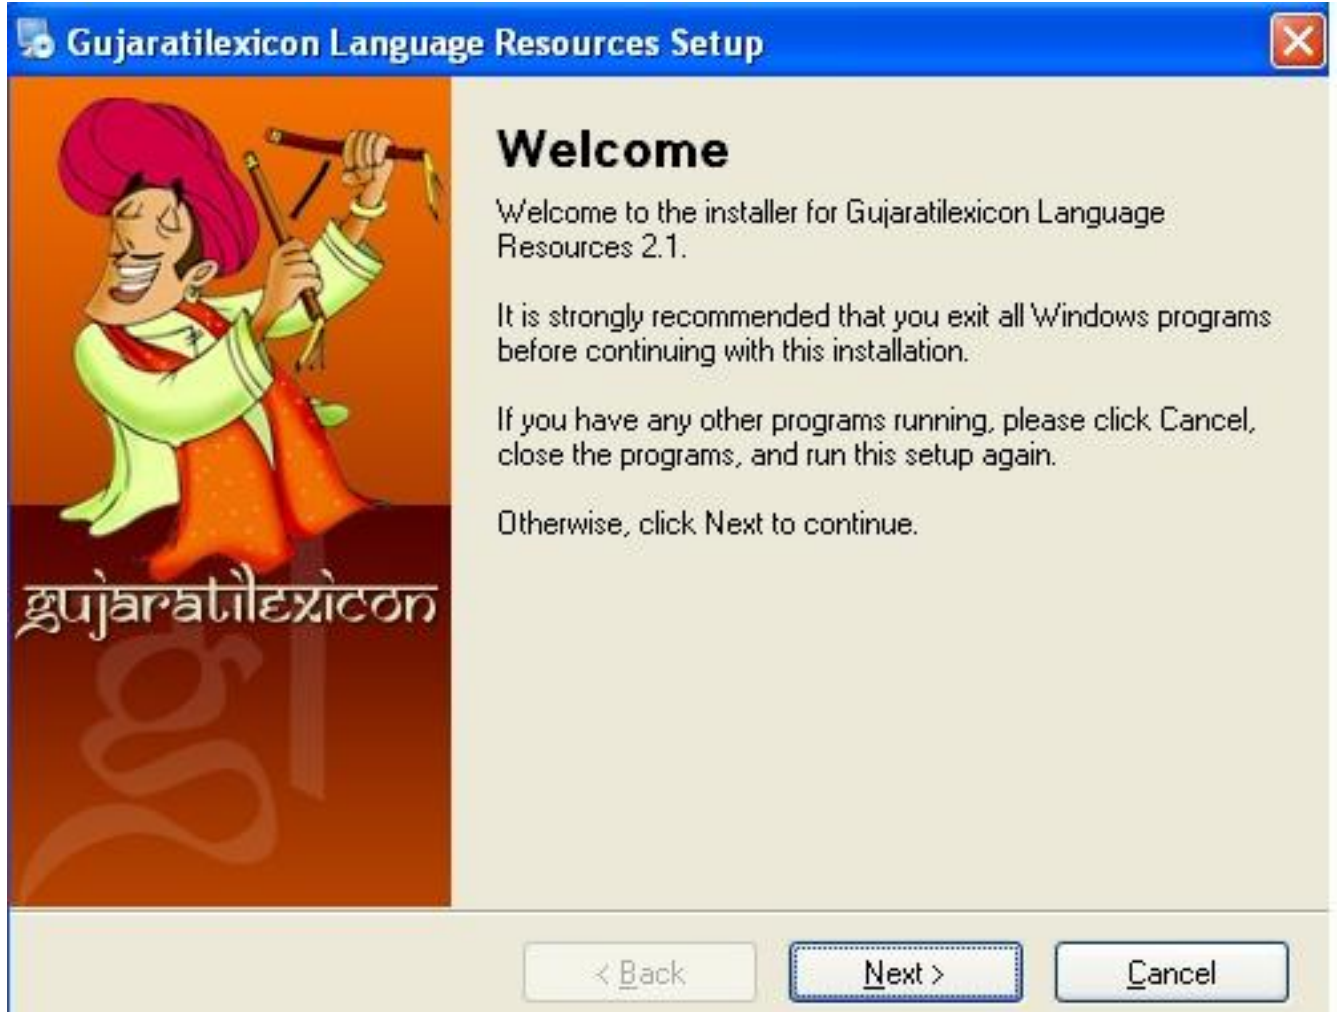 Gujaratilexicon Language Resources Setup
Welcome
Welcome to the installer for Gujaratilexicon Language
Resources 2.1.
It is strongly recommended that you exit all Windows programs
before continuing with this installation.
If you have any other programs running, please click Cancel,
close the programs, and run this setup again.
Otherwise, click Next to continue.
gujaratilexicon
gl
< Back
Next >
Cancel